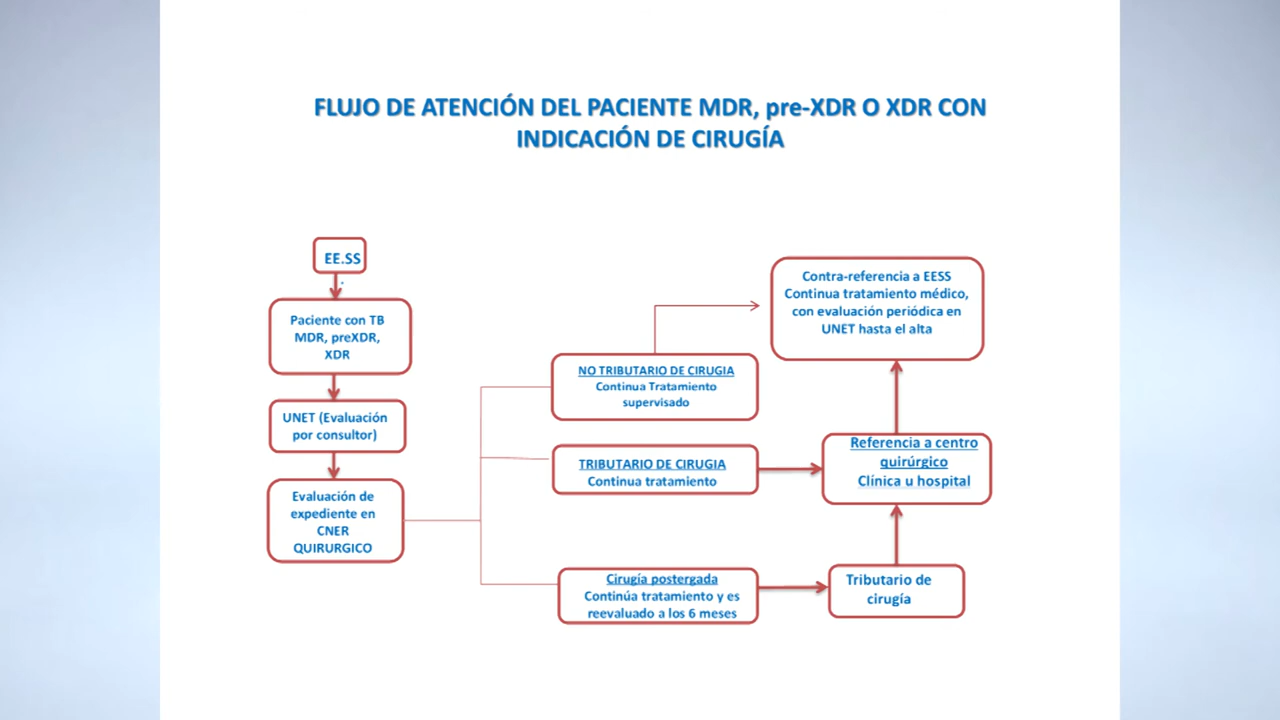 FLUJO DE ATENCIÓN DEL PACIENTE MDR, pre-XDR O XDR CON
INDICACIÓN DE CIRUGÍA
EE.SS
Paciente con TB
MDR, preXDR,
XDR
UNET (Evaluación
por consultor)
Evaluación de
expediente en
CNER
QUIRURGICO
NO TRIBUTARIO DE CIRUGIA
Continua Tratamiento
supervisado
TRIBUTARIO DE CIRUGIA
Continua tratamiento
Cirugía postergada
Continúa tratamiento y es
reevaluado a los 6 meses
Contra-referencia a EESS
Continua tratamiento médico,
con evaluación periódica en
UNET hasta el alta
Referencia a centro
quirúrgico
Clínica u hospital
Tributario de
cirugía